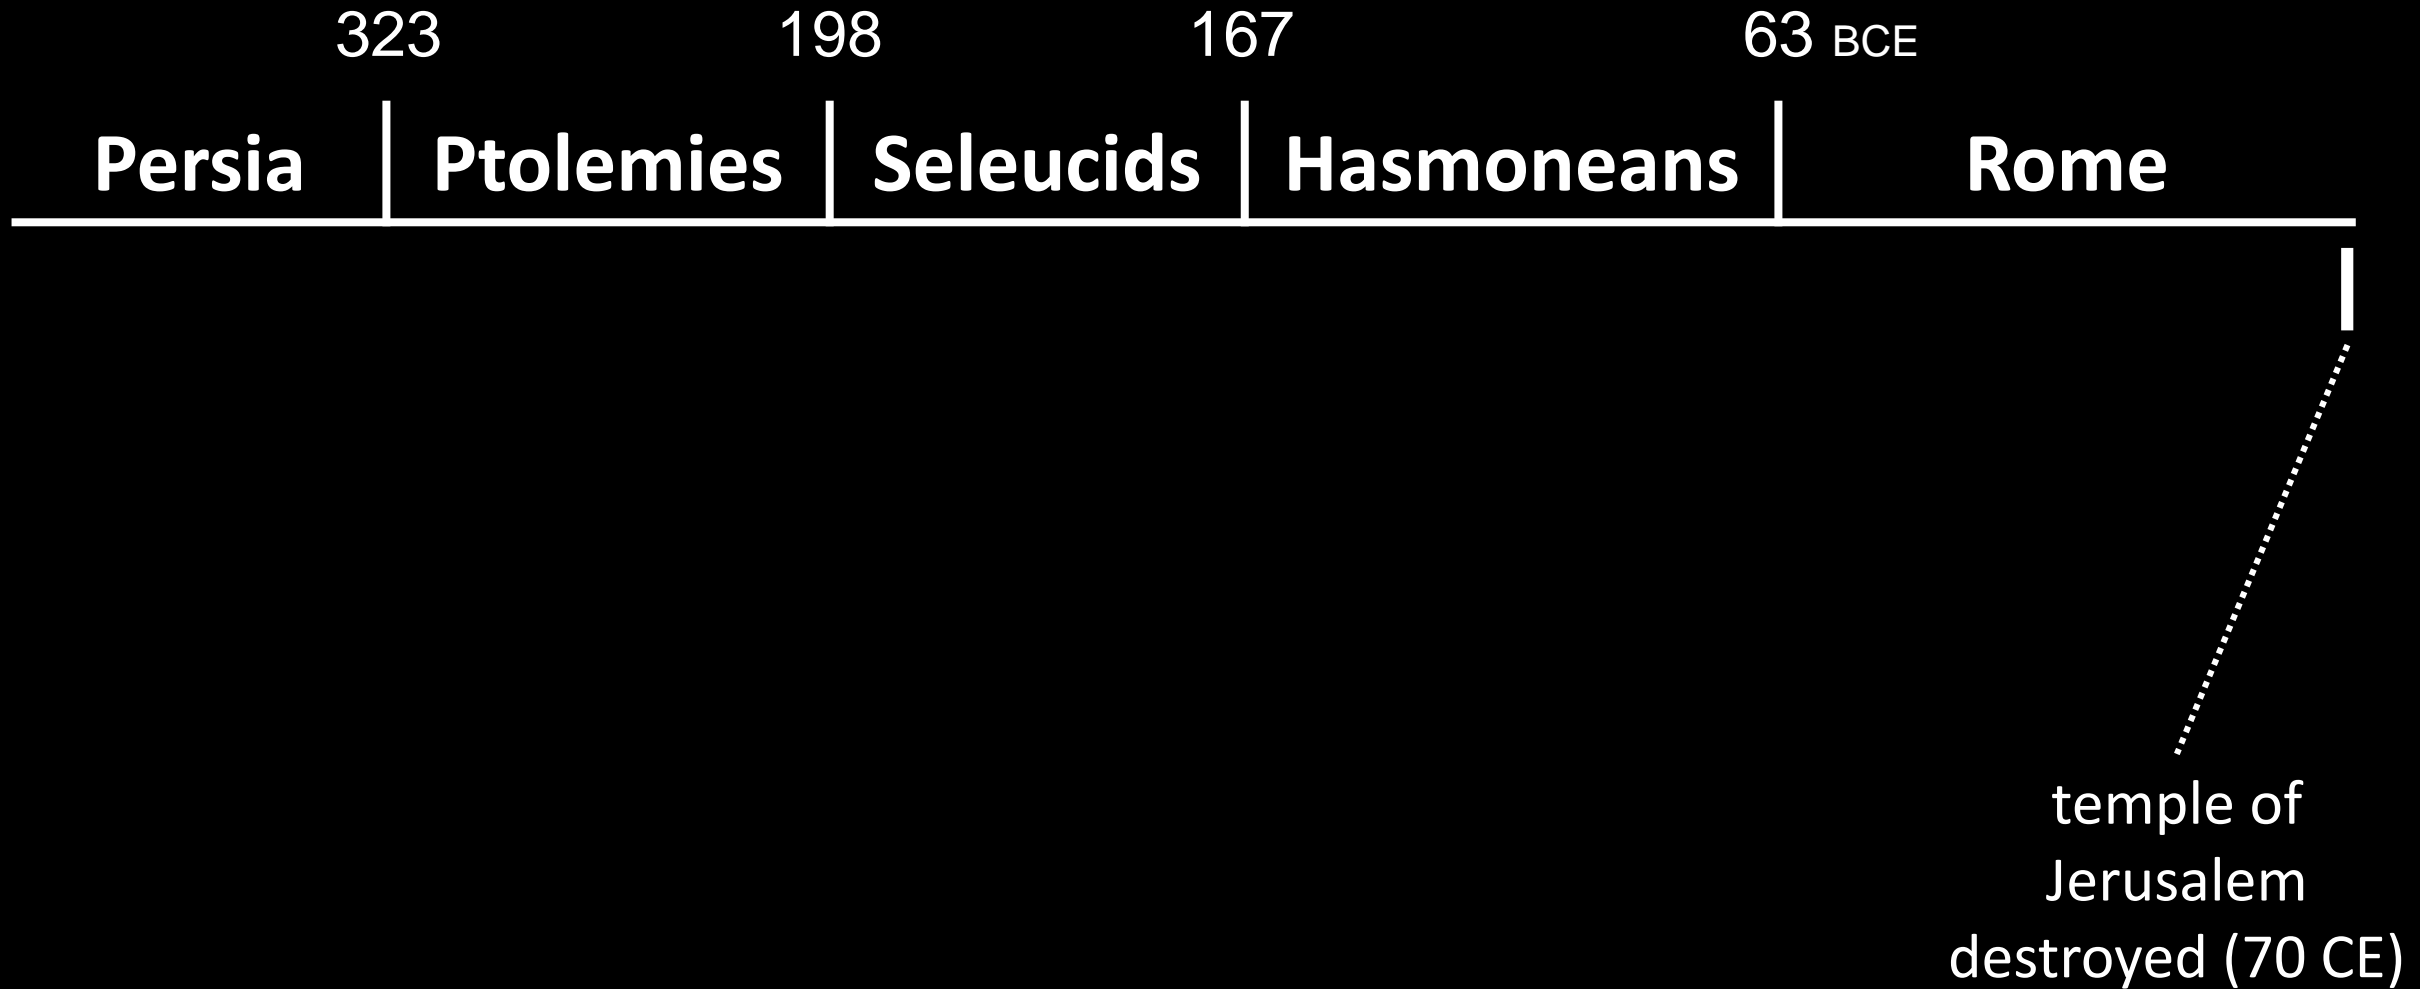 323 198 167 63 BCE
Persia Ptolemies Seleucids Hasmoneans Rome
temple of
Jerusalem
destroyed (70 CE)